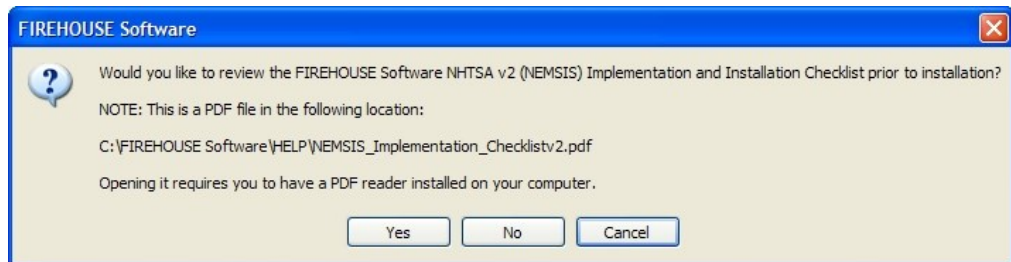 FIREHOUSE Software
Would you like to review the FIREHOUSE Software NHTSA v2 (NEMSIS) Implementation and Installation Checklist prior to installation?
NOTE: This is a PDF file in the following location:
C:\FIREHOUSE Software\HELP\NEMSIS_Implementation_Checklistv2.pdf
Opening it requires you to have a PDF reader installed on your computer.
Yes No Cancel